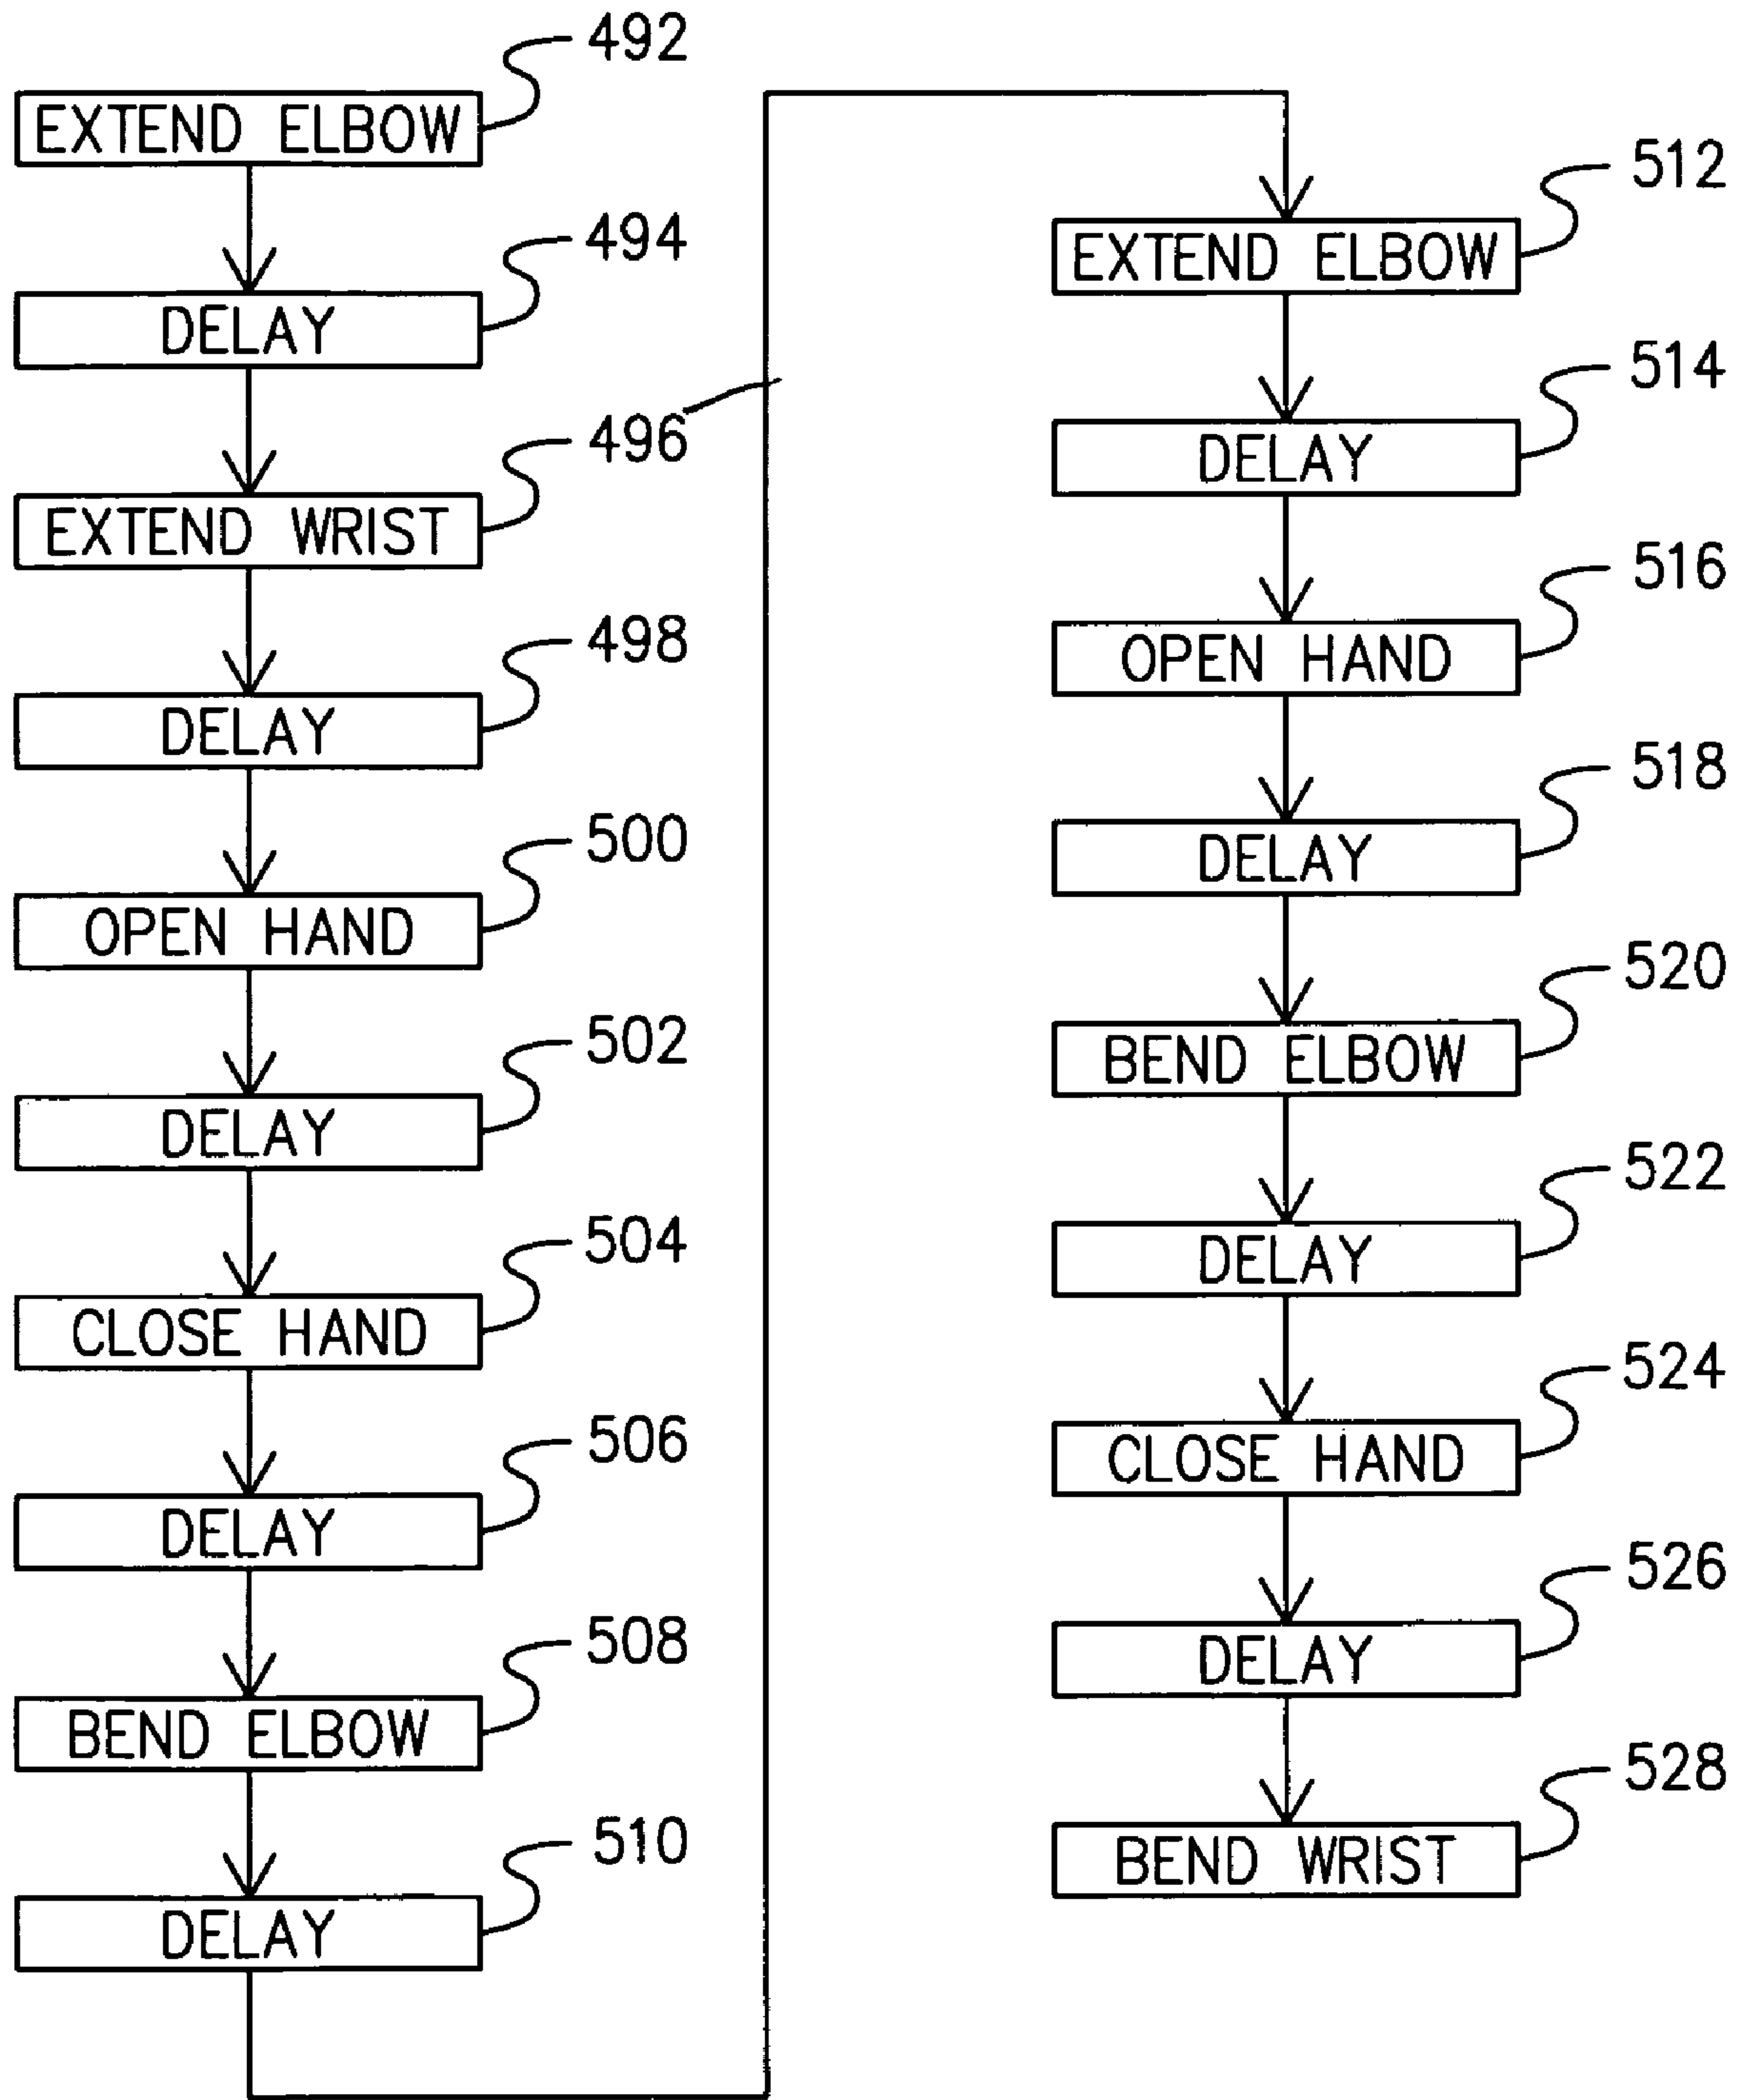 492
EXTEND ELBOW
494
DELAY
496
EXTEND WRIST
498
DELAY
500
OPEN HAND
502
DELAY
504
CLOSE HAND
506
DELAY
508
BEND ELBOW
510
DELAY
512
EXTEND ELBOW
514
DELAY
516
OPEN HAND
518
DELAY
520
BEND ELBOW
522
DELAY
524
CLOSE HAND
526
DELAY
528
BEND WRIST